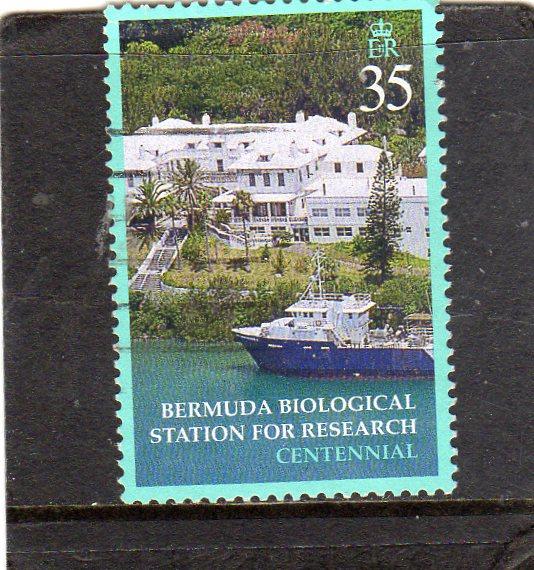 ER
35
BERMUDA BIOLOGICAL
STATION FOR RESEARCH
CENTENNIAL